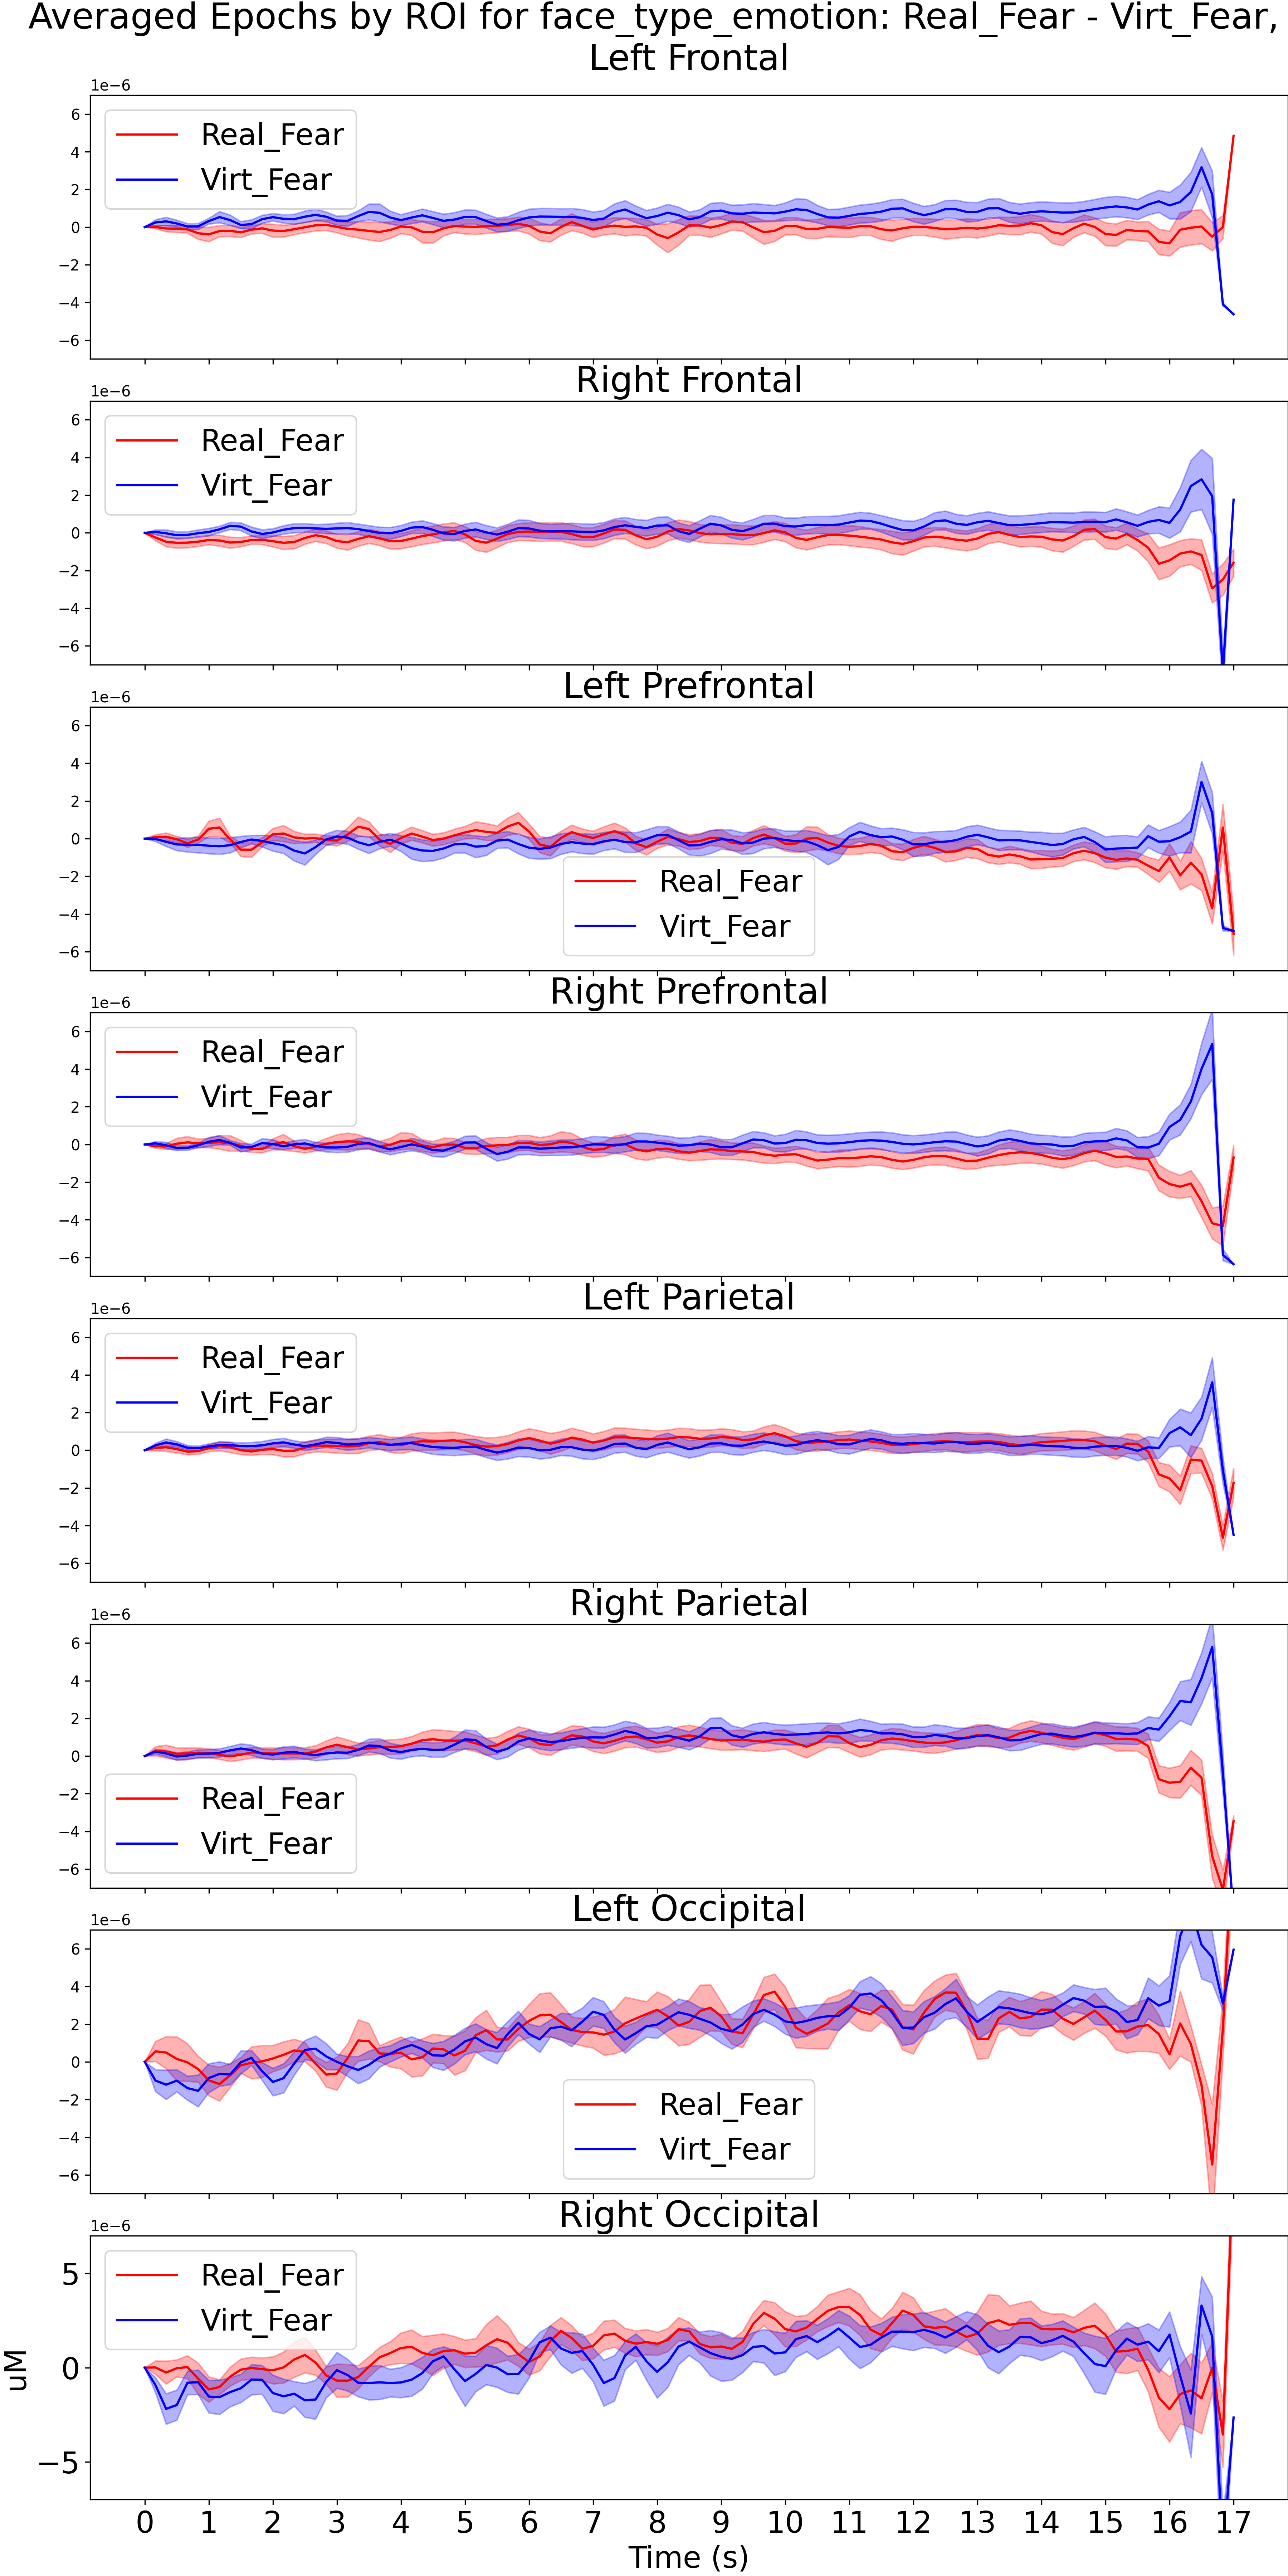 Averaged Epochs by ROI for face_type_emotion: Real_Fear - Virt_Fear,
Left Frontal
1e−6
Real_Fear
Virt_Fear
6
4
2
0
−2
−4
−6
Right Frontal
1e−6
Real_Fear
Virt_Fear
6
4
2
0
−2
−4
−6
Left Prefrontal
1e−6
6
4
2
0
−2
−4
−6
Real_Fear
Virt_Fear
Right Prefrontal
1e−6
Real_Fear
Virt_Fear
6
4
2
0
−2
−4
−6
Left Parietal
1e−6
Real_Fear
Virt_Fear
6
4
2
0
−2
−4
−6
Right Parietal
1e−6
6
4
2
0
−2
−4
−6
Real_Fear
Virt_Fear
Left Occipital
1e−6
6
4
2
0
−2
−4
−6
Real_Fear
Virt_Fear
Right Occipital
1e−6
Real_Fear
Virt_Fear
5
0
−5
uM
0 1 2 3 4 5 6 7 8 9 10 11 12 13 14 15 16 17
Time (s)